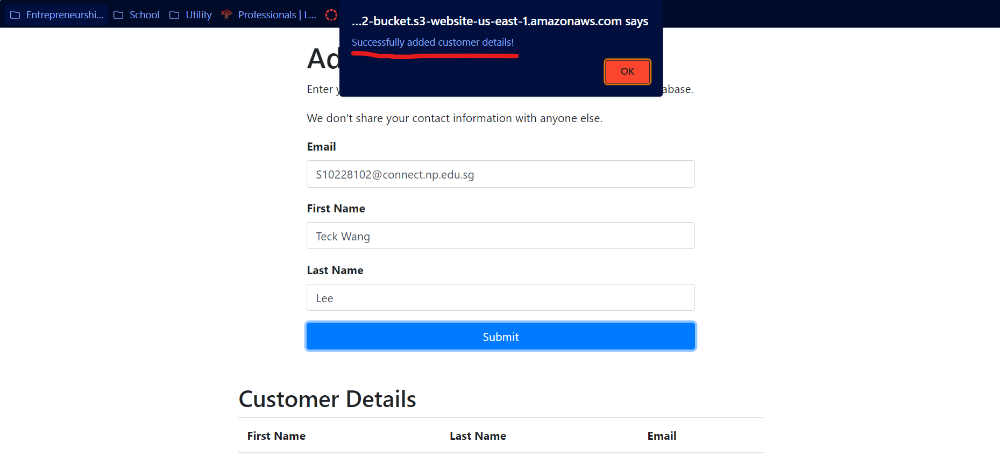 Entrepreneurshi... School Utility Professionals | L...
...2-bucket.s3-website-us-east-1.amazonaws.com says
Successfully added customer details!
OK
Ad
Enter abase.
We don't share your contact information with anyone else.
Email
S10228102@connect.np.edu.sg
First Name
Teck Wang
Last Name
Lee
Submit
Customer Details
First Name Last Name Email